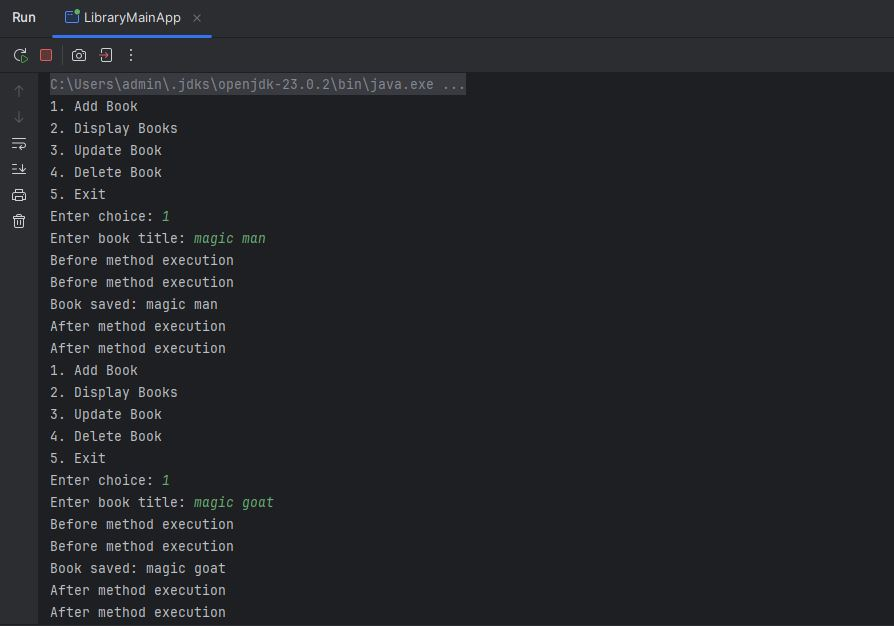 Run LibraryMainApp
C:\Users\admin\.jdks\openjdk-23.0.2\bin\java.exe ...
1. Add Book
2. Display Books
3. Update Book
4. Delete Book
5. Exit
Enter choice: 1
Enter book title: magic man
Before method execution
Before method execution
Book saved: magic man
After method execution
After method execution
1. Add Book
2. Display Books
3. Update Book
4. Delete Book
5. Exit
Enter choice: 1
Enter book title: magic goat
Before method execution
Before method execution
Book saved: magic goat
After method execution
After method execution